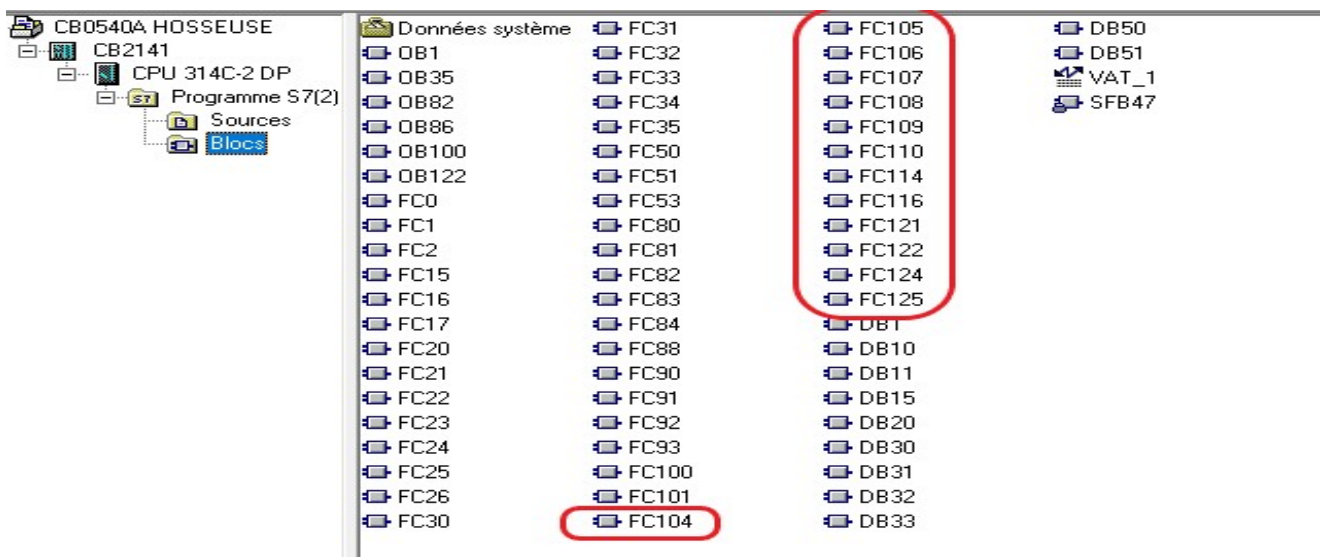 CB0540A HOSSEUSE
CB2141
CPU 314C-2 DP
Programme S7(2)
Sources
Blocs
Données système
OB1
OB35
OB82
OB86
OB100
OB122
FC0
FC1
FC2
FC15
FC16
FC17
FC20
FC21
FC22
FC23
FC24
FC25
FC26
FC30
FC31
FC32
FC33
FC34
FC35
FC50
FC51
FC53
FC80
FC81
FC82
FC83
FC84
FC88
FC90
FC91
FC92
FC93
FC100
FC101
FC104
FC105
FC106
FC107
FC108
FC109
FC110
FC114
FC116
FC121
FC122
FC124
FC125
DB1
DB10
DB11
DB15
DB20
DB30
DB31
DB32
DB33
DB50
DB51
VAT_1
SFB47